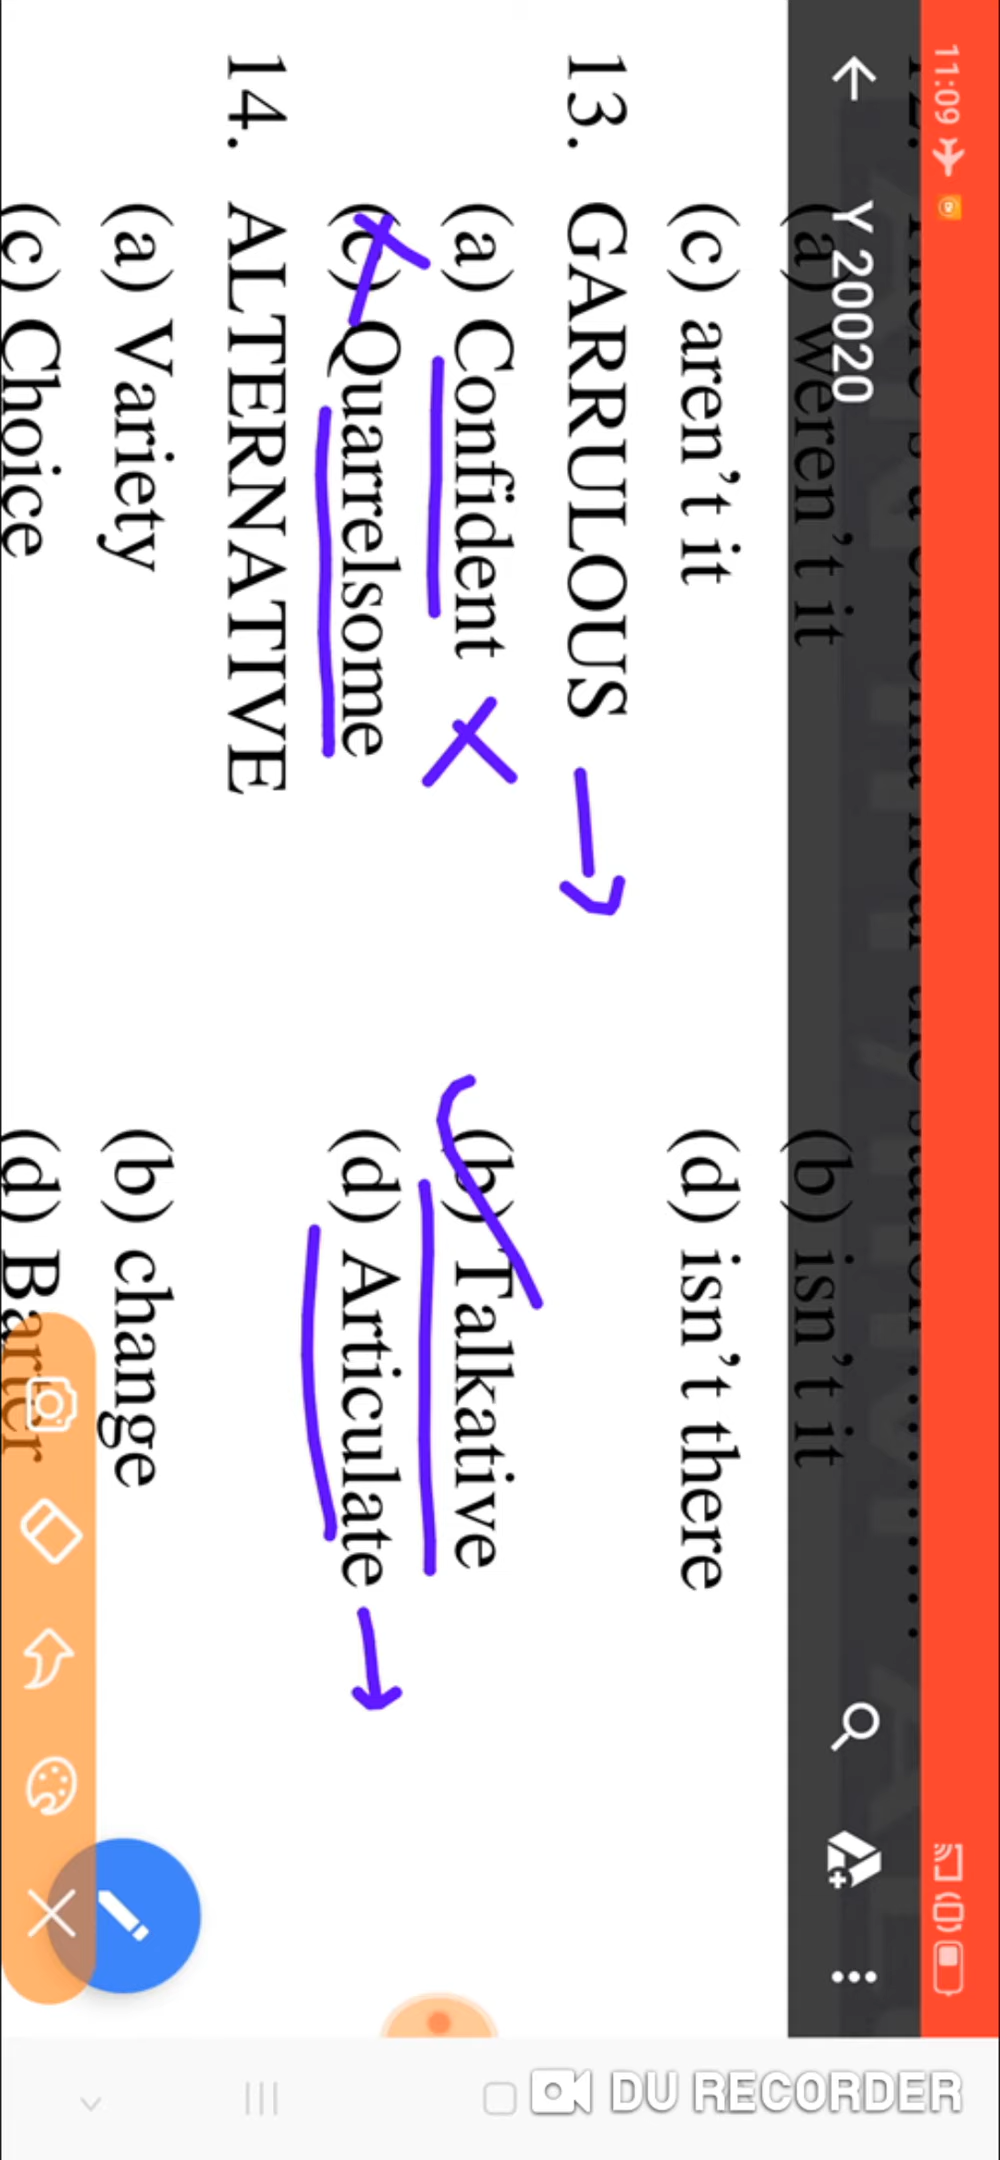 11:09
Y 20020
(a) weren't it (b) isn't it
(c) aren't it (d) isn't there
13. GARRULOUS
(a) Confident (b) Talkative
(c) Quarrelsome (d) Articulate
14. ALTERNATIVE
(a) Variety (b) change
(c) Choice (d) Barter
DU RECORDER